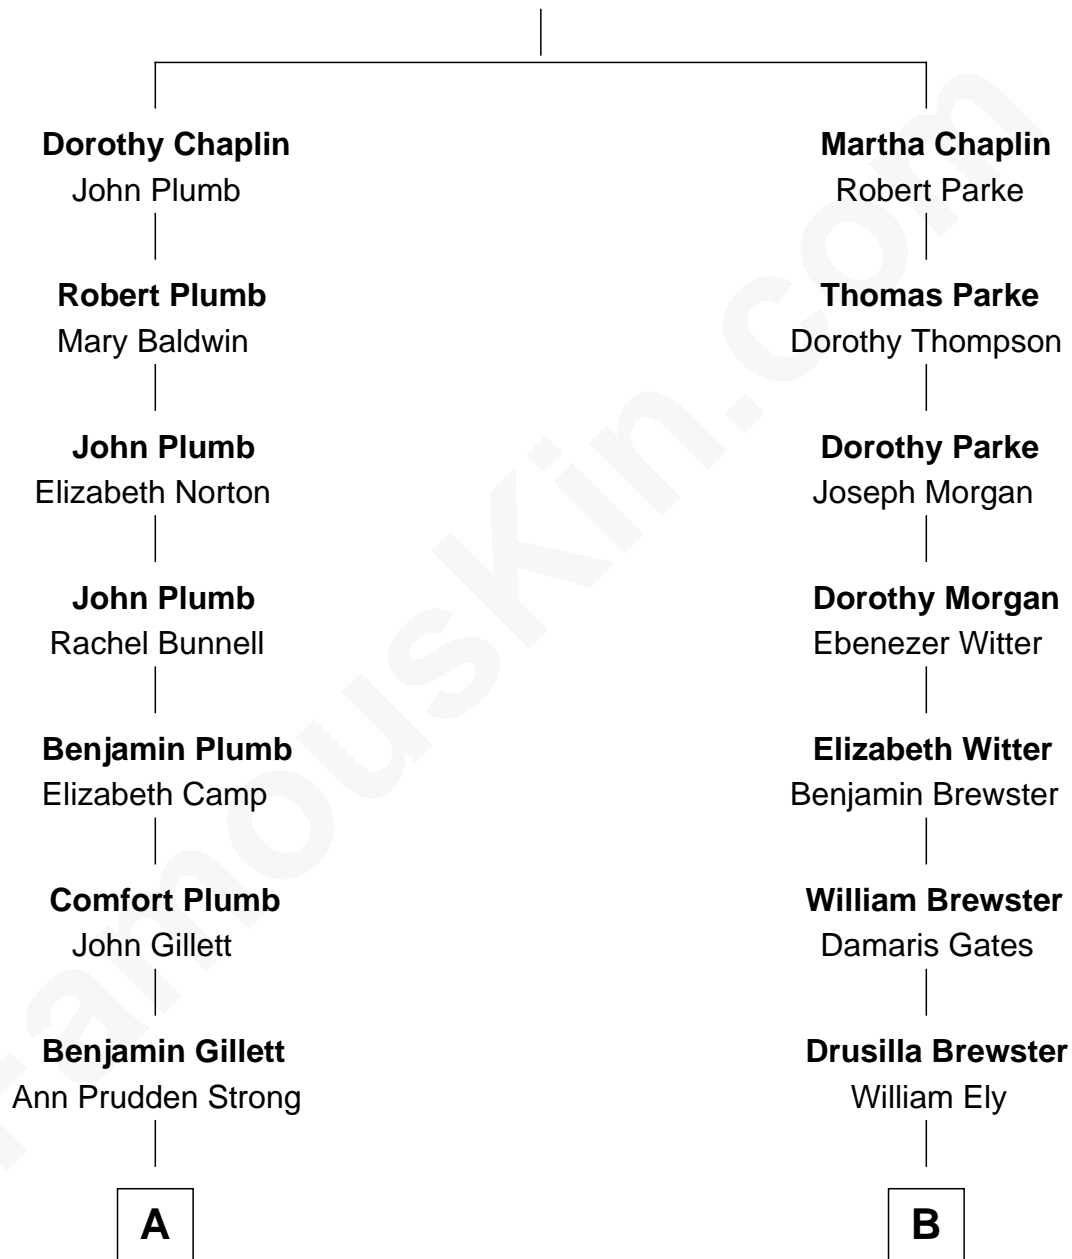 Dorothy Chaplin
John Plumb
Robert Plumb
Mary Baldwin
John Plumb
Elizabeth Norton
John Plumb
Rachel Bunnell
Benjamin Plumb
Elizabeth Camp
Comfort Plumb
John Gillett
Benjamin Gillett
Ann Prudden Strong
A
Martha Chaplin
Robert Parke
Thomas Parke
Dorothy Thompson
Dorothy Parke
Joseph Morgan
Dorothy Morgan
Ebenezer Witter
Elizabeth Witter
Benjamin Brewster
William Brewster
Damaris Gates
Drusilla Brewster
William Ely
B
FamousKin.com